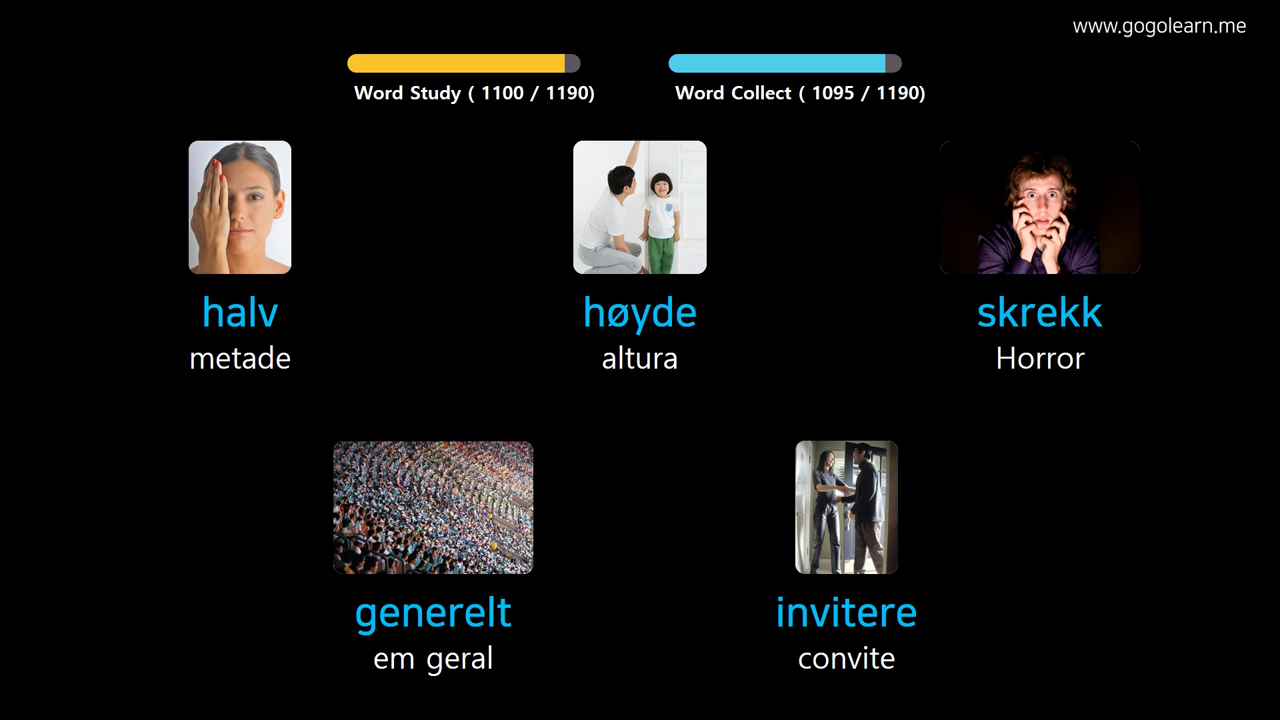 www.gogolearn.me
Word Study ( 1100 / 1190)
Word Collect ( 1095 / 1190)
halv
metade
høyde
altura
skrekk
Horror
generelt
em geral
invitere
convite